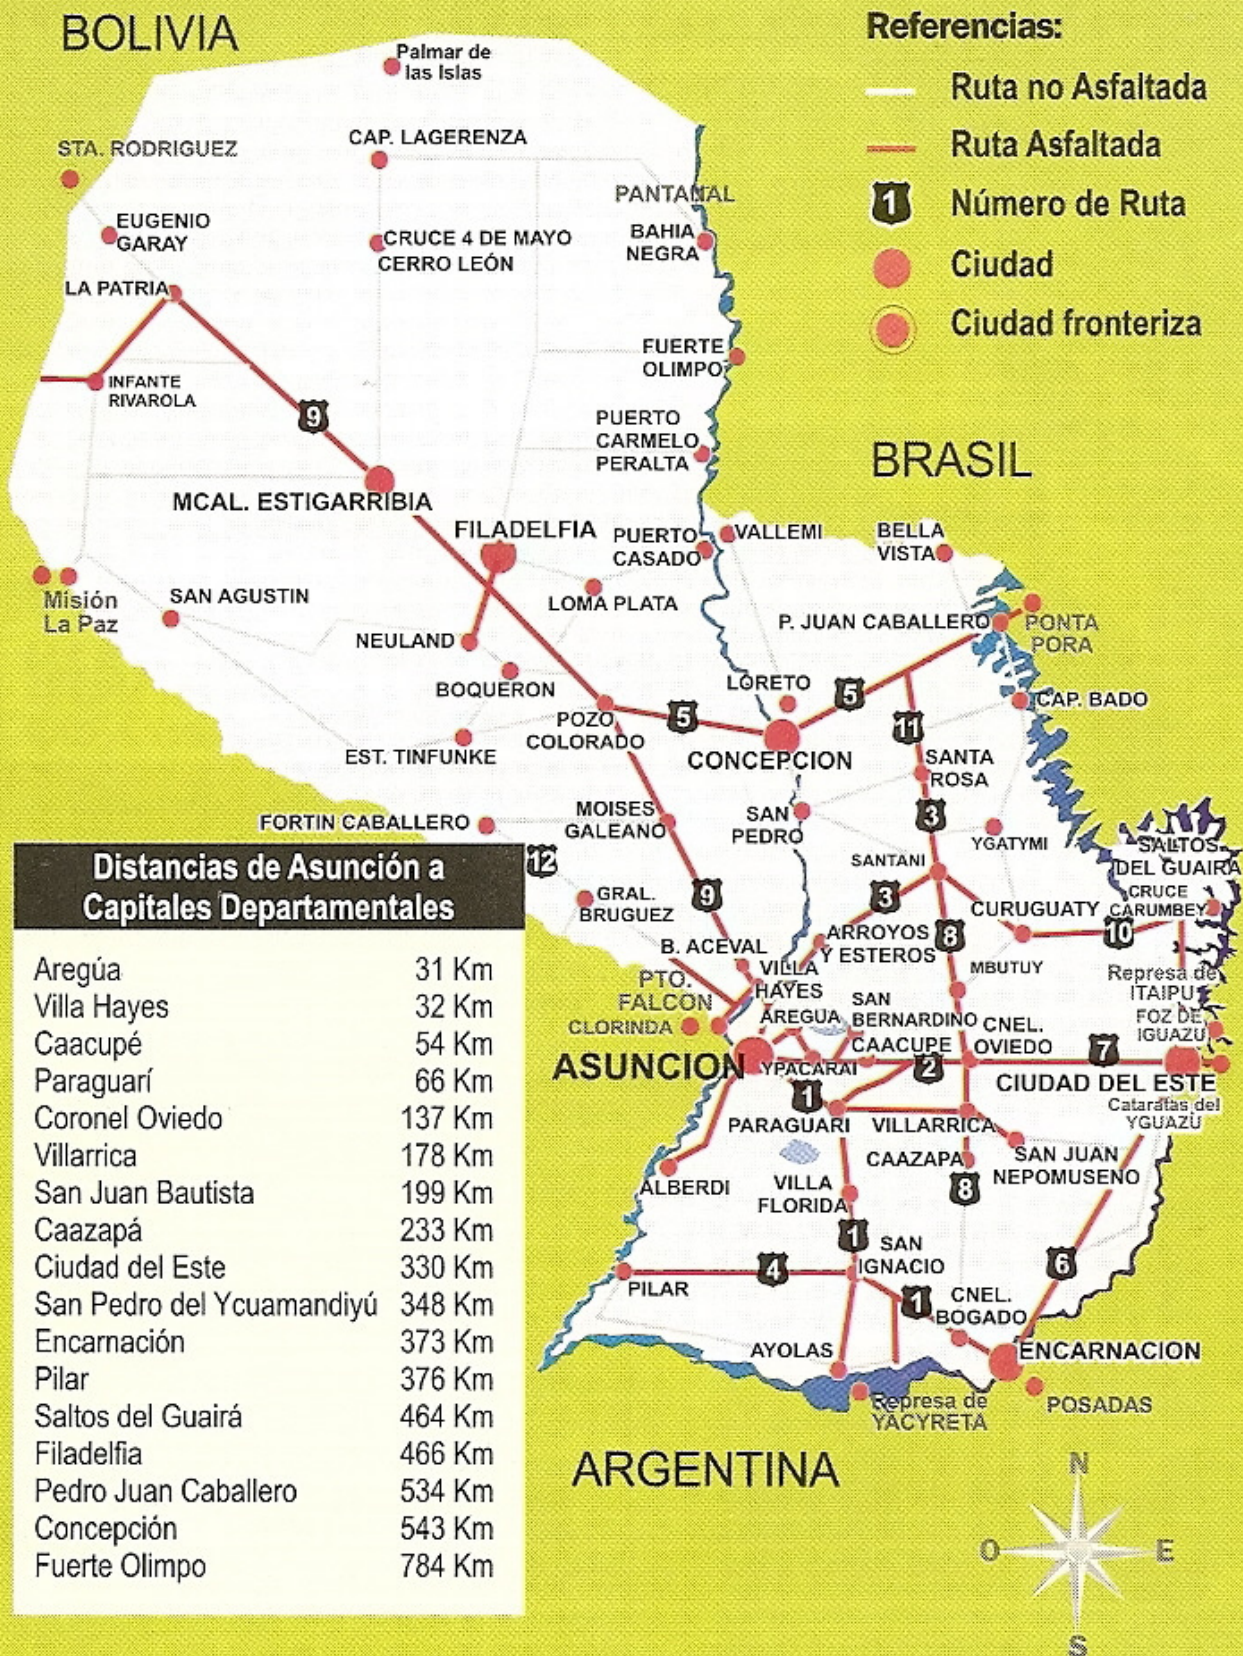 BOLIVIA
Referencias:
Ruta no Asfaltada
Ruta Asfaltada
1
Número de Ruta
Ciudad
Ciudad fronteriza
Palmar de
las Islas
STA. RODRIGUEZ
CAP. LAGERENZA
PANTANAL
EUGENIO
GARAY
CRUCE 4 DE MAYO
CERRO LEÓN
BAHIA
NEGRA
LA PATRIA
FUERTE
OLIMPO
INFANTE
RIVAROLA
9
PUERTO
CARMELO
PERALTA
BRASIL
MCAL. ESTIGARRIBIA
FILADELFIA
PUERTO
CASADO
VALLEMI
BELLA
VISTA
Misión
La Paz
SAN AGUSTIN
LOMA PLATA
P. JUAN CABALLERO
PONTA
PORA
NEULAND
BOQUERON
LORETO
5
CAP. BADO
POZO
COLORADO
5
11
EST. TINFUNKE
CONCEPCION
SANTA
ROSA
FORTIN CABALLERO
MOISES
GALEANO
SAN
PEDRO
3
YGATYMI
SALTOS
DEL GUAIRA
12
SANTANI
GRAL.
BRUGUEZ
9
3
CURUGUATY
CRUCE
CARUMBEY
10
B. ACEVAL
ARROYOS
Y ESTEROS
8
MBUTUY
PTO.
FALCON
VILLA
HAYES
Represa de
ITAIPU
CLORINDA
AREGUA
SAN
BERNARDINO
CNEL.
OVIEDO
FOZ DE
IGUAZU
ASUNCION
YPACARAI
CAACUPE
2
7
CIUDAD DEL ESTE
1
Cataratas del
YGUAZU
PARAGUARI
VILLARRICA
ALBERDI
VILLA
FLORIDA
CAAZAPA
SAN JUAN
NEPOMUSENO
8
1
SAN
IGNACIO
6
PILAR
4
1
CNEL.
BOGADO
AYOLAS
ENCARNACION
Represa de
YACYRETA
POSADAS
ARGENTINA
N
O
E
S
Distancias de Asunción a
Capitales Departamentales
Aregúa 31 Km
Villa Hayes 32 Km
Caacupé 54 Km
Paraguarí 66 Km
Coronel Oviedo 137 Km
Villarrica 178 Km
San Juan Bautista 199 Km
Caazapá 233 Km
Ciudad del Este 330 Km
San Pedro del Ycuamandiyú 348 Km
Encarnación 373 Km
Pilar 376 Km
Saltos del Guairá 464 Km
Filadelfia 466 Km
Pedro Juan Caballero 534 Km
Concepción 543 Km
Fuerte Olimpo 784 Km